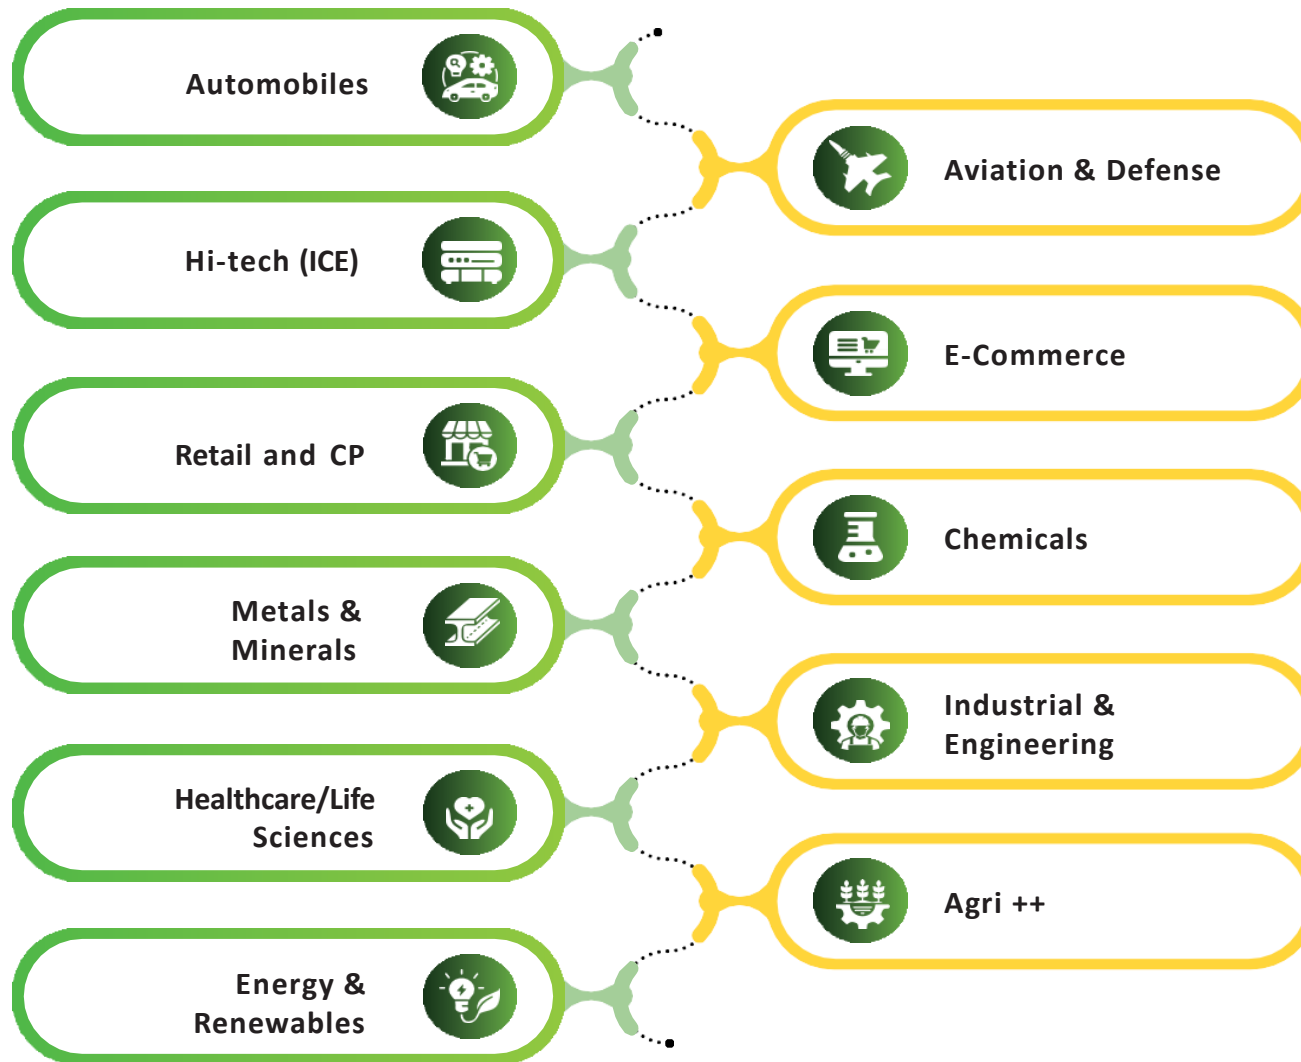 Automobiles
Aviation & Defense
Hi-tech (ICE)
E-Commerce
Retail and CP
Chemicals
Metals &
Minerals
Industrial &
Engineering
Healthcare/Life
Sciences
Agri ++
Energy &
Renewables